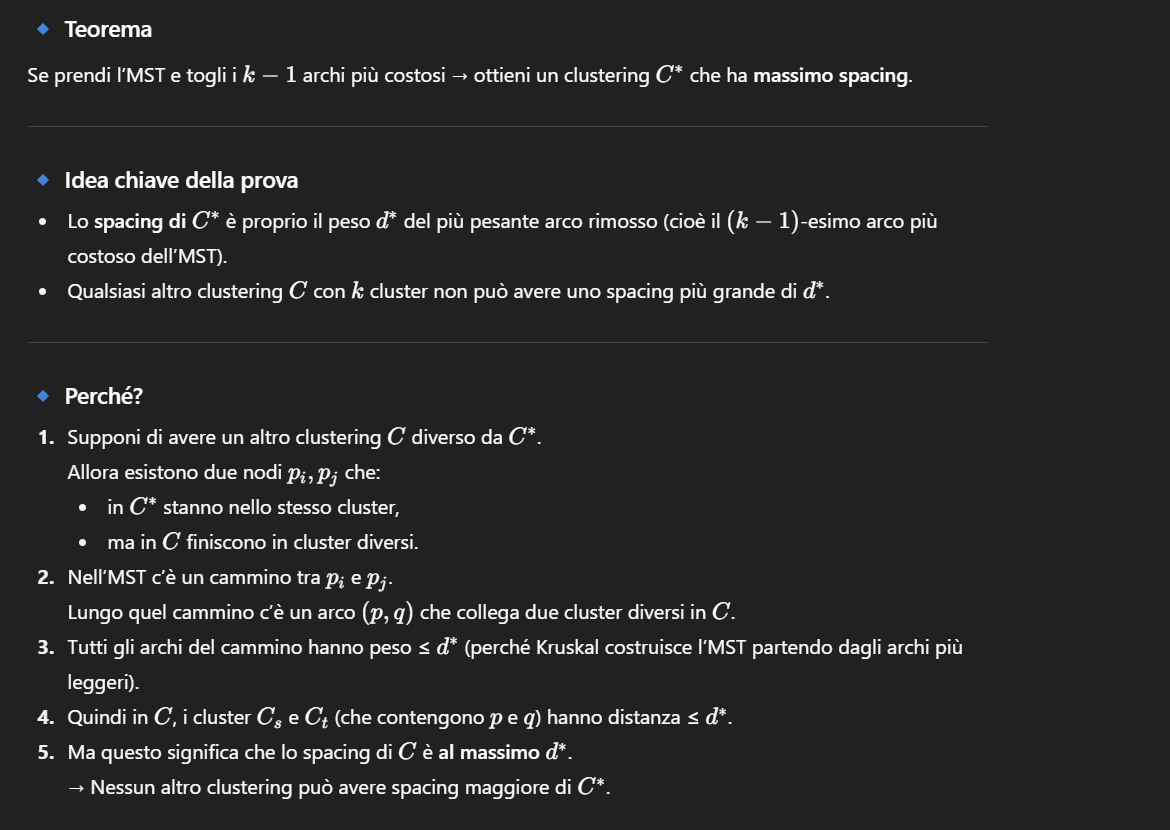 Teorema
Se prendi l'MST e togli i k − 1 archi più costosi → ottieni un clustering C* che ha massimo spacing.
Idea chiave della prova
• Lo spacing di C* è proprio il peso d* del più pesante arco rimosso (cioè il (k − 1)-esimo arco più
costoso dell'MST).
• Qualsiasi altro clustering C con k cluster non può avere uno spacing più grande di d*.
Perché?
1. Supponi di avere un altro clustering C diverso da C*.
Allora esistono due nodi pᵢ, pⱼ che:
• in C* stanno nello stesso cluster,
• ma in C finiscono in cluster diversi.
2. Nell'MST c'è un cammino tra pᵢ e pⱼ.
Lungo quel cammino c'è un arco (p, q) che collega due cluster diversi in C.
3. Tutti gli archi del cammino hanno peso ≤ d* (perché Kruskal costruisce l'MST partendo dagli archi più
leggeri).
4. Quindi in C, i cluster Cₛ e Cₜ (che contengono p e q) hanno distanza ≤ d*.
5. Ma questo significa che lo spacing di C è al massimo d*.
→ Nessun altro clustering può avere spacing maggiore di C*.